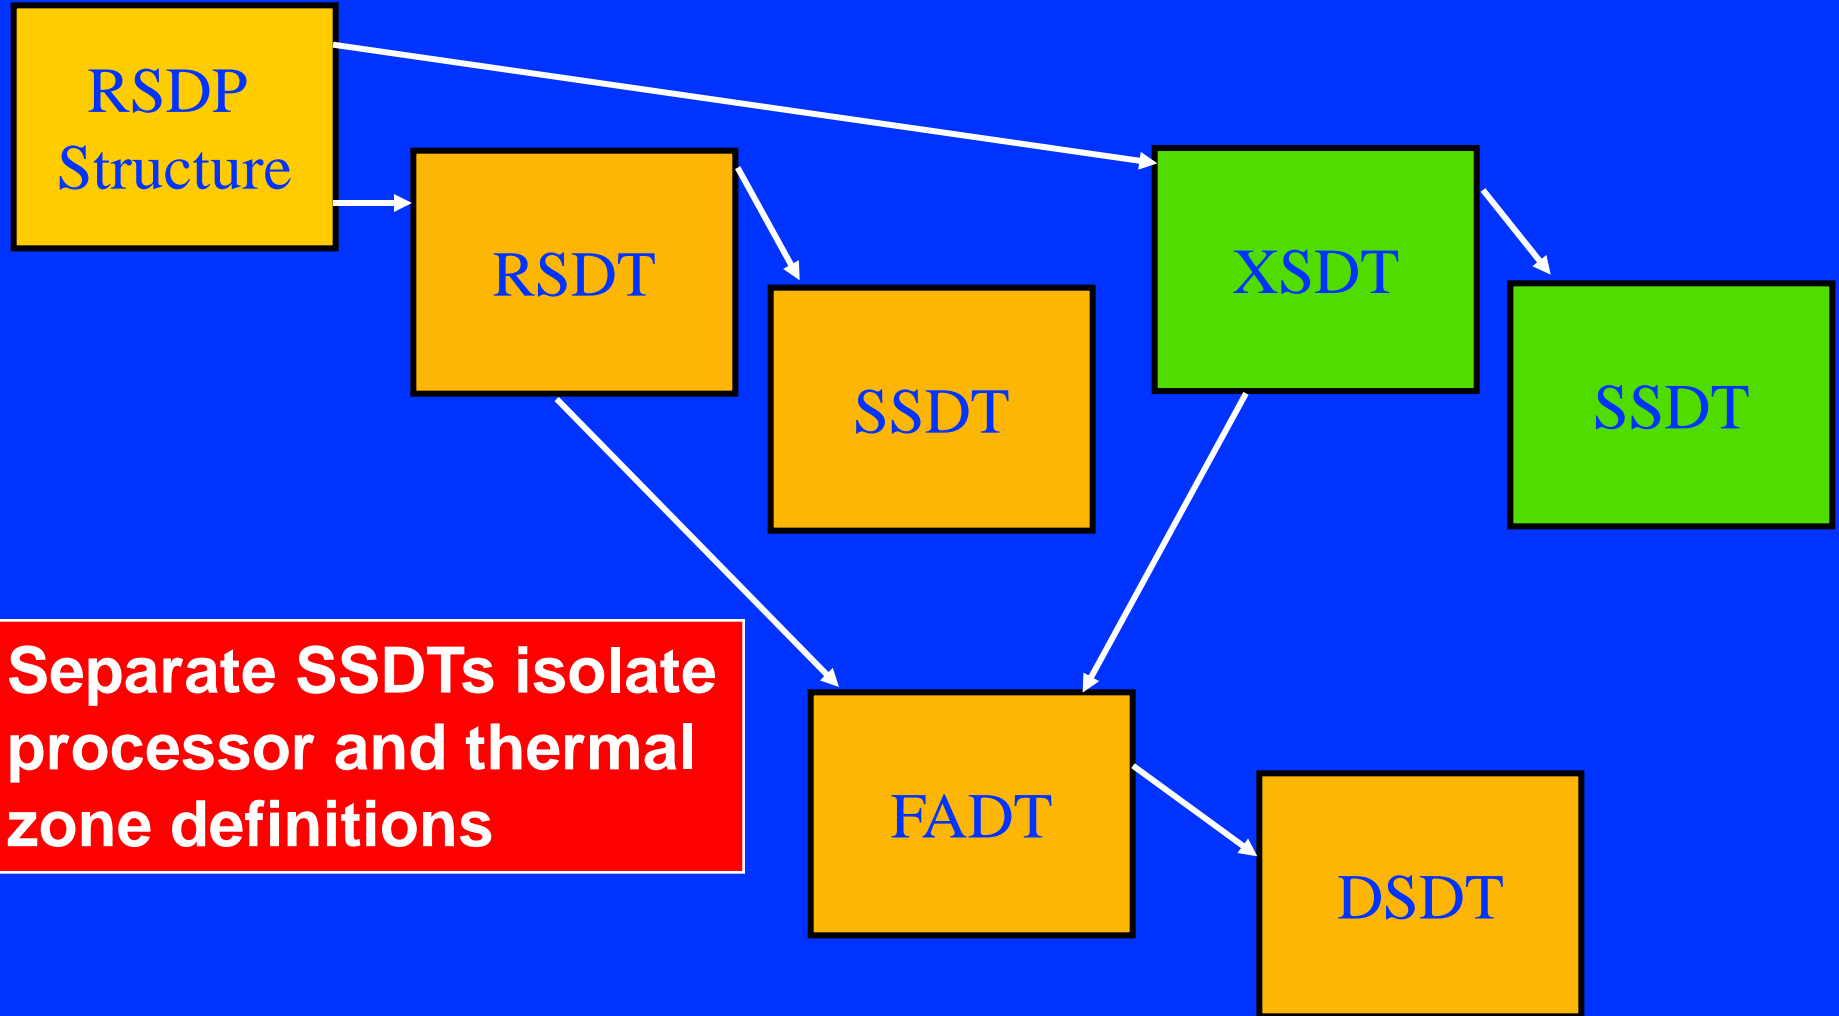 RSDP
Structure
RSDT
XSDT
SSDT
SSDT
Separate SSDTs isolate
processor and thermal
zone definitions
FADT
DSDT